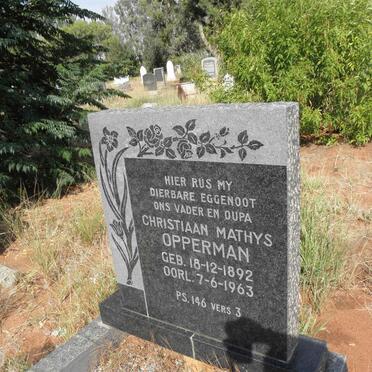 HIER RUS MY
DIERBARE EGGENOOT
ONS VADER EN OUPA
CHRISTIAAN MATHYS
OPPERMAN
GEB. 18-12-1892
OORL. 7-6-1963
PS. 146 VERS 3